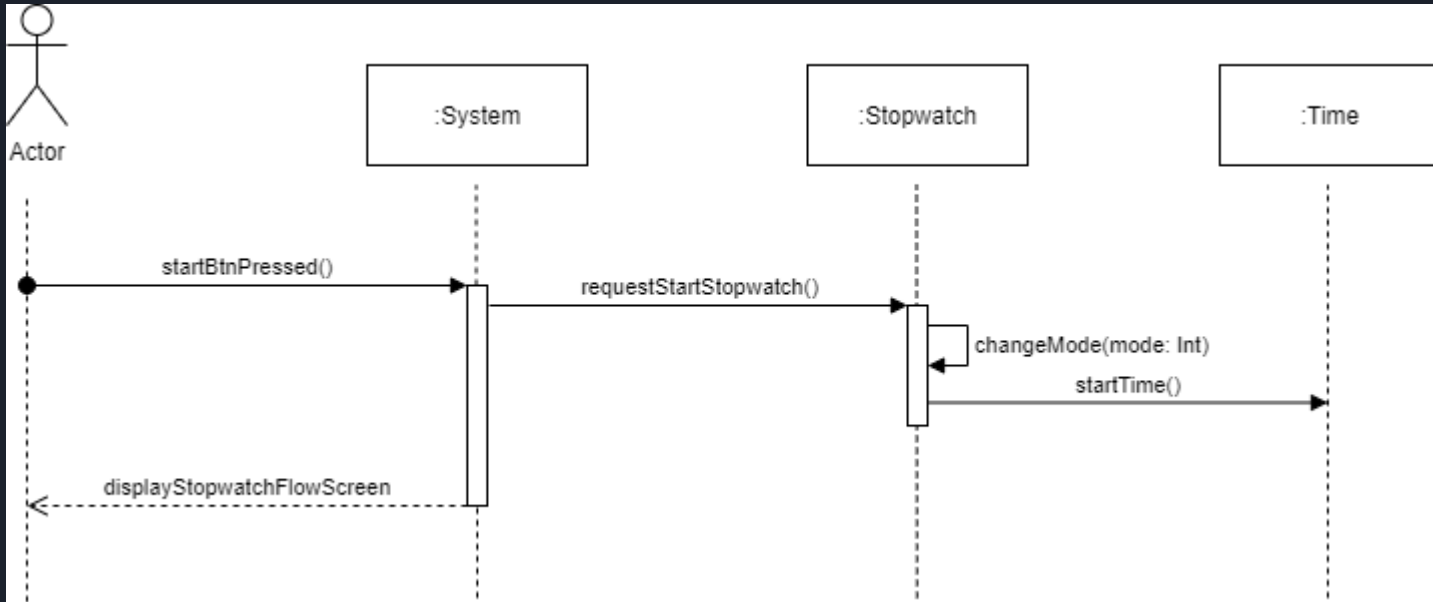 :System
:Stopwatch
:Time
Actor
startBtnPressed()
requestStartStopwatch()
changeMode(mode: Int)
startTime()
displayStopwatchFlowScreen